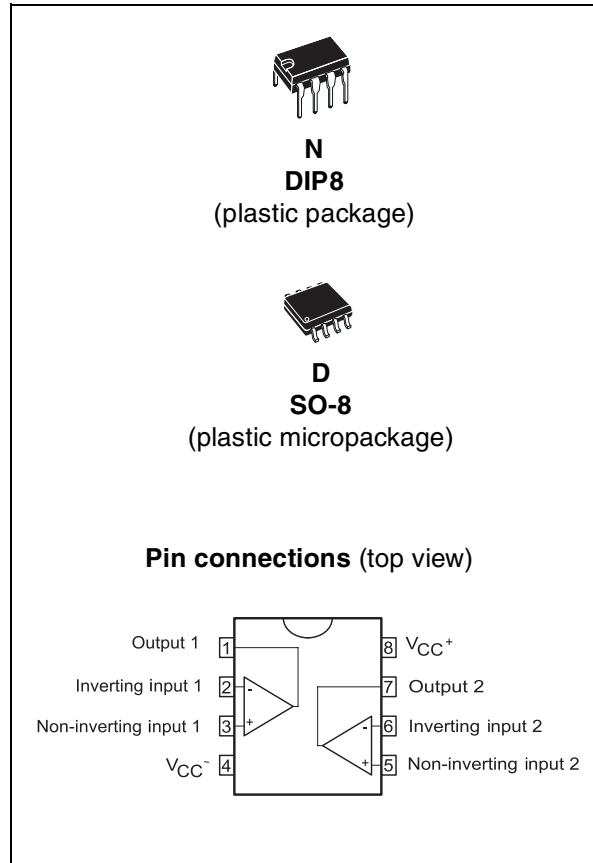 N
DIP8
(plastic package)
D
SO-8
(plastic micropackage)
Pin connections (top view)
Output 1 1
Inverting input 1 2 -
Non-inverting input 1 3 +
VCC- 4
8 VCC+
7 Output 2
- 6 Inverting input 2
+ 5 Non-inverting input 2